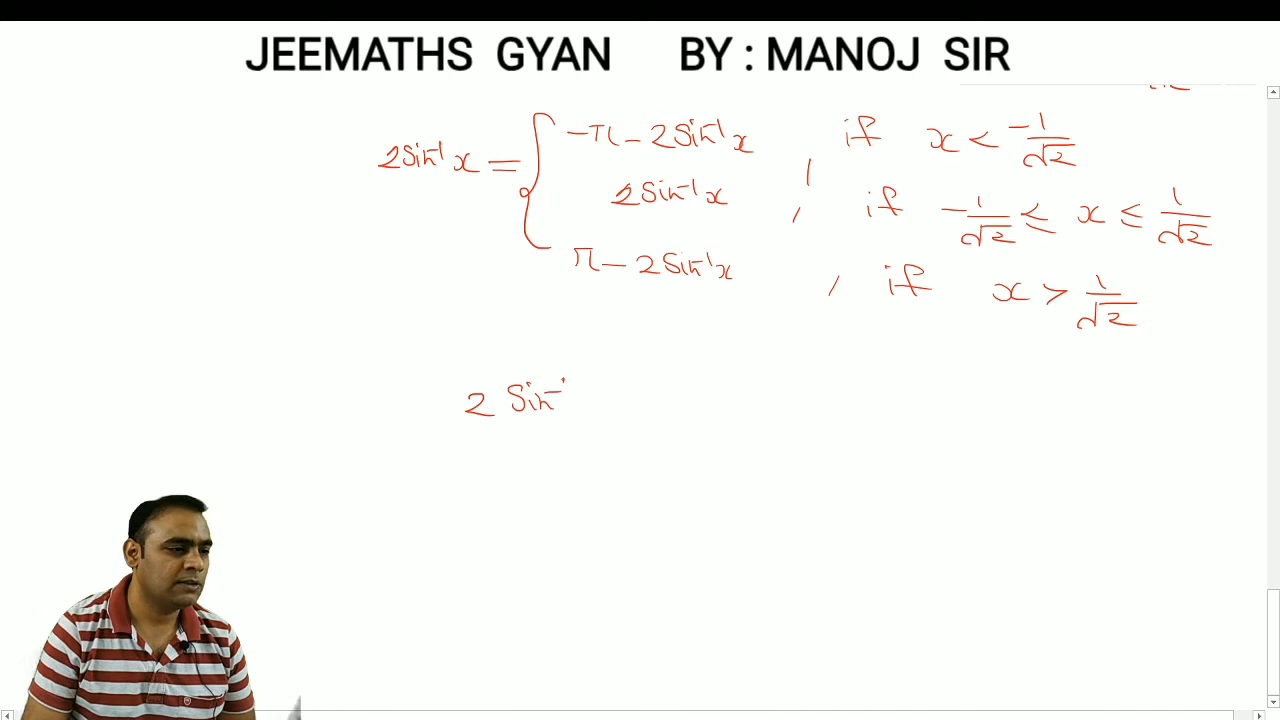 JEEMATHS GYAN BY : MANOJ SIR
2Sin⁻¹x = { -π - 2Sin⁻¹x , if x < -1/√2
2Sin⁻¹x , if -1/√2 ≤ x ≤ 1/√2
π - 2Sin⁻¹x , if x > 1/√2
2 Sin⁻¹